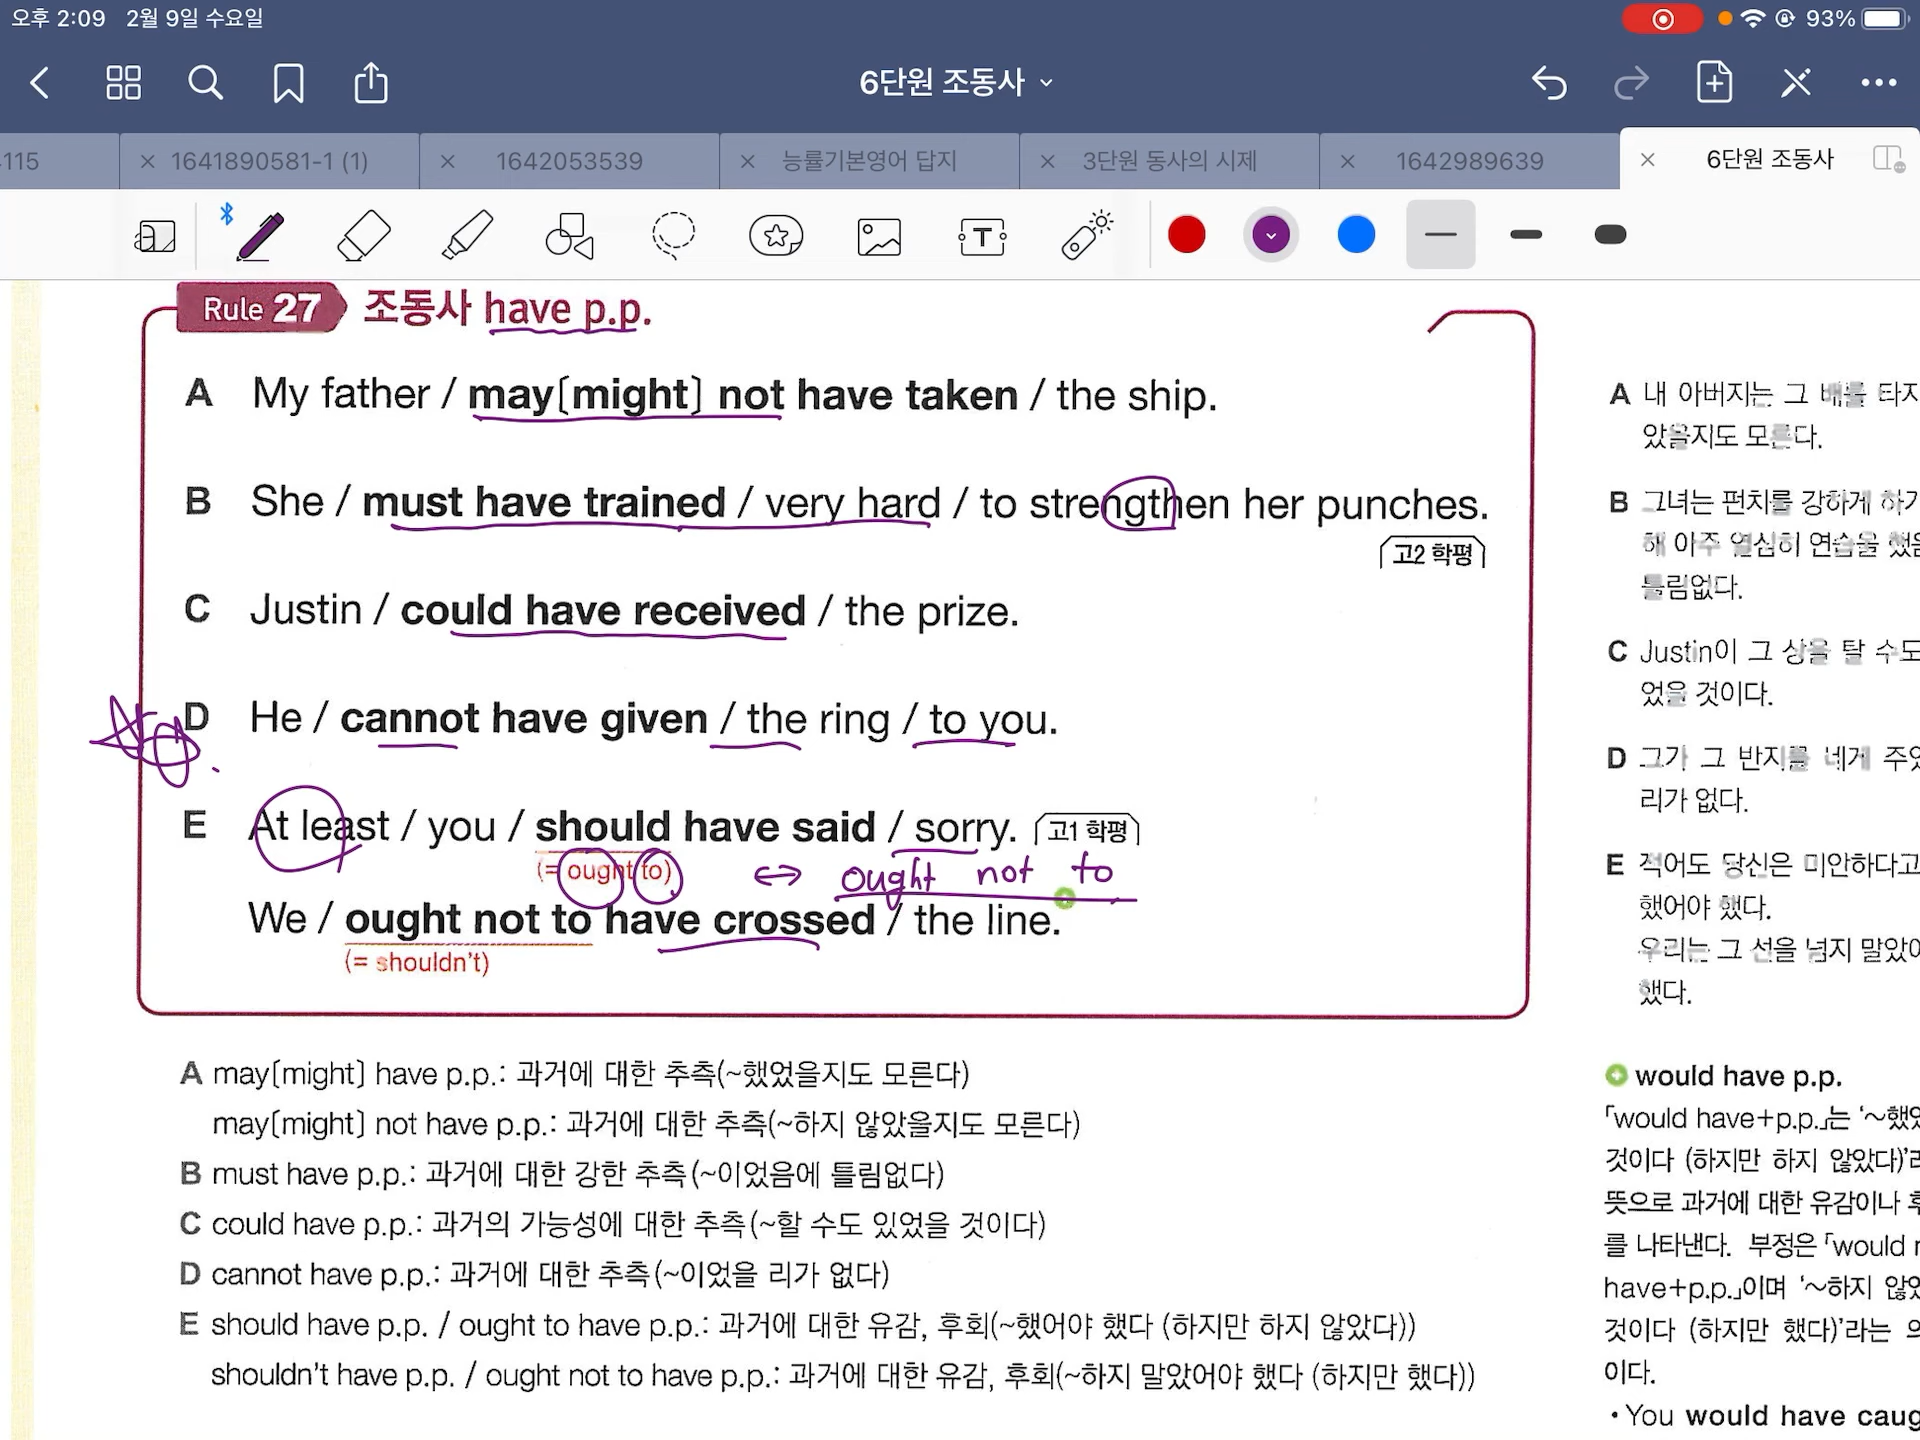 오후 2:09 2월 9일 수요일
93%
6단원 조동사
115
1641890581-1 (1)
1642053539
능률기본영어 답지
3단원 동사의 시제
1642989639
6단원 조동사
Rule 27 조동사 have p.p.
A My father / may[might] not have taken / the ship.
B She / must have trained / very hard / to strengthen her punches.
고2 학평
C Justin / could have received / the prize.
D He / cannot have given / the ring / to you.
E At least / you / should have said / sorry. 고1 학평
(= ought to) ↔ ought not to
We / ought not to have crossed / the line.
(= shouldn't)
A may[might] have p.p.: 과거에 대한 추측(~했었을지도 모른다)
may[might] not have p.p.: 과거에 대한 추측(~하지 않았을지도 모른다)
B must have p.p.: 과거에 대한 강한 추측(~이었음에 틀림없다)
C could have p.p.: 과거의 가능성에 대한 추측(~할 수도 있었을 것이다)
D cannot have p.p.: 과거에 대한 추측(~이었을 리가 없다)
E should have p.p. / ought to have p.p.: 과거에 대한 유감, 후회(~했어야 했다 (하지만 하지 않았다))
shouldn't have p.p. / ought not to have p.p.: 과거에 대한 유감, 후회(~하지 말았어야 했다 (하지만 했다))
A 내 아버지는 그 배를 타지
았을지도 모른다.
B 그녀는 펀치를 강하게 하기
해 아주 열심히 연습을 했음
틀림없다.
C Justin이 그 상을 탈 수도
었을 것이다.
D 그가 그 반지를 네게 주었
리가 없다.
E 적어도 당신은 미안하다고
했어야 했다.
우리는 그 선을 넘지 말았어
했다.
would have p.p.
「would have+p.p.」는 '~했었
것이다 (하지만 하지 않았다)'라
뜻으로 과거에 대한 유감이나 후
를 나타낸다. 부정은 「would n
have+p.p.」이며 '~하지 않았
것이다 (하지만 했다)'라는 의
이다.
• You would have caug